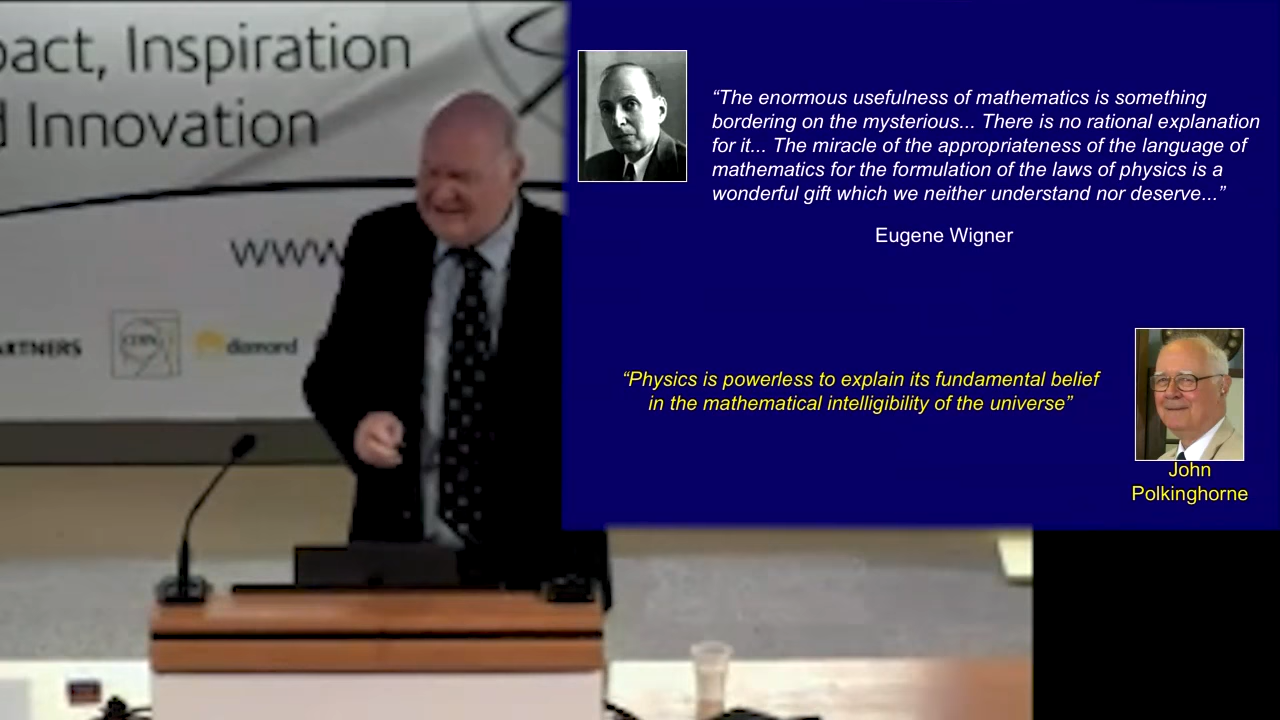 pact, Inspiration
d Innovation
www
ARTNERS
CERN
diamond
“The enormous usefulness of mathematics is something
bordering on the mysterious... There is no rational explanation
for it... The miracle of the appropriateness of the language of
mathematics for the formulation of the laws of physics is a
wonderful gift which we neither understand nor deserve...”
Eugene Wigner
“Physics is powerless to explain its fundamental belief
in the mathematical intelligibility of the universe”
John
Polkinghorne